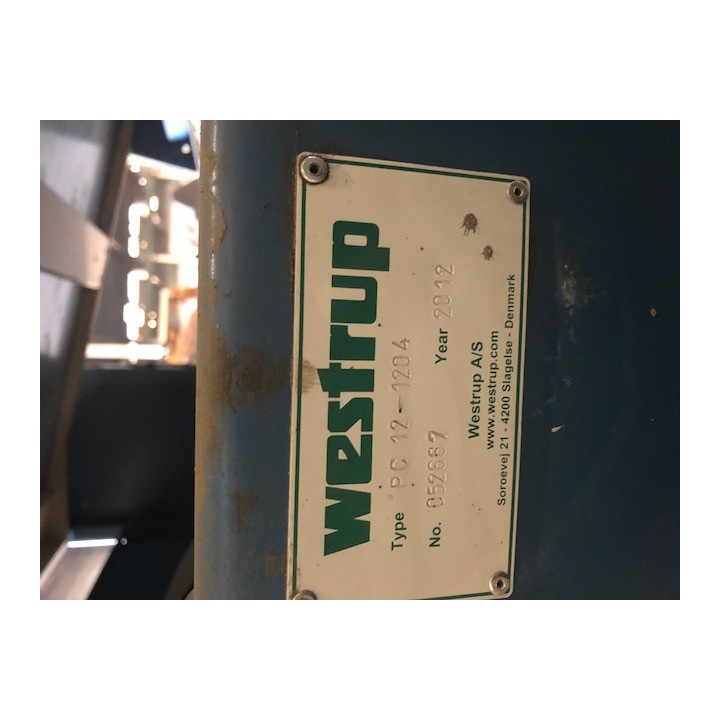 westrup
Type PC 12-1204
No. 052667 Year 2012
Westrup A/S
www.westrup.com
Soroevej 21 - 4200 Slagelse - Denmark